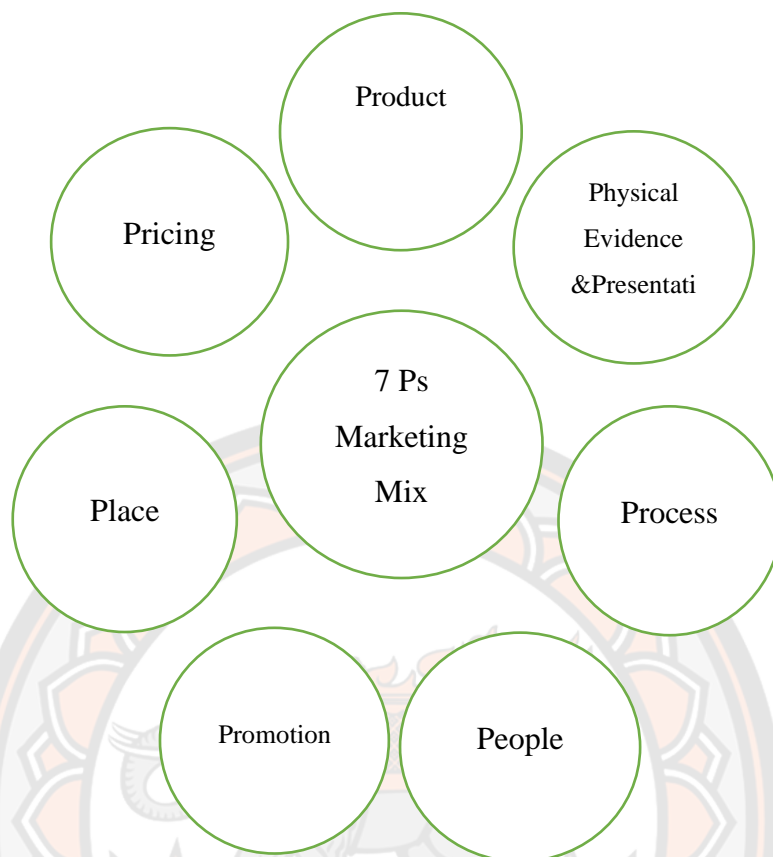 Product
Pricing
Physical
Evidence
&Presentati
7 Ps
Marketing
Mix
Place
Process
Promotion
People